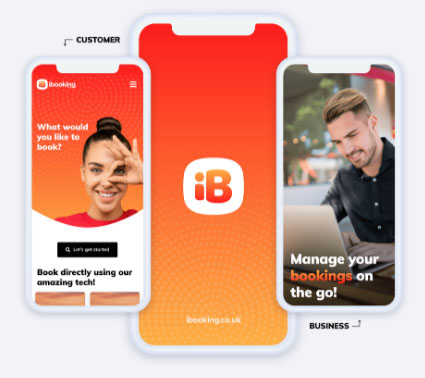 CUSTOMER
ibooking
What would
you like to
book?
Let's get started
Book directly using our
amazing tech!
iB
ibooking.co.uk
Manage your
bookings on
the go!
BUSINESS